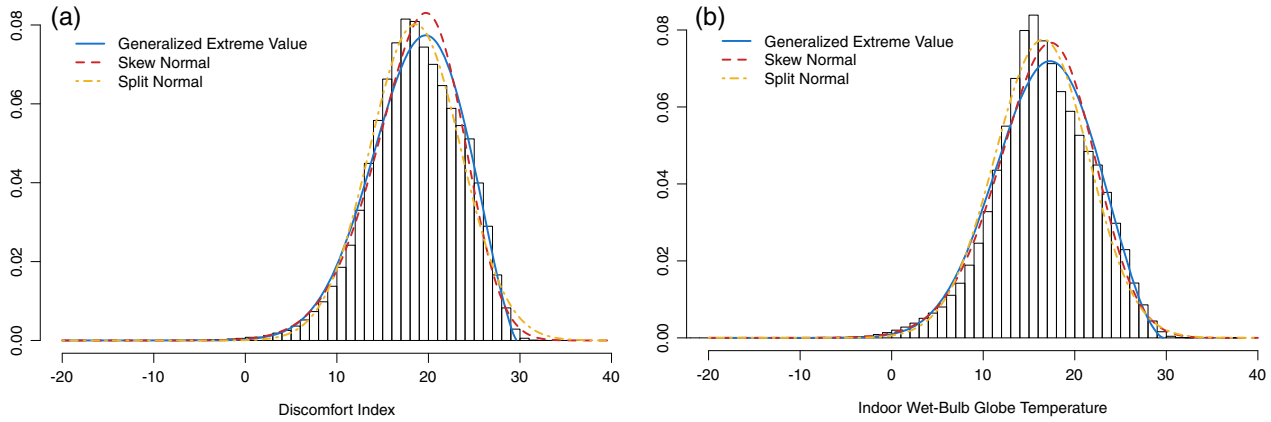 (a)
Generalized Extreme Value
Skew Normal
Split Normal
0.08
0.06
0.04
0.02
0.00
-20 -10 0 10 20 30 40
Discomfort Index
(b)
Generalized Extreme Value
Skew Normal
Split Normal
0.08
0.06
0.04
0.02
0.00
-20 -10 0 10 20 30 40
Indoor Wet-Bulb Globe Temperature